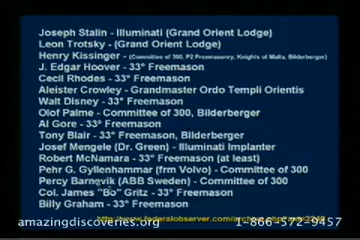 Joseph Stalin - Illuminati (Grand Orient Lodge)
Leon Trotsky - (Grand Orient Lodge)
Henry Kissinger - (Committee of 300, P2 Freemasonry, Knights of Malta, Bilderberger)
J. Edgar Hoover - 33° Freemason
Cecil Rhodes - 33° Freemason
Aleister Crowley - Grandmaster Ordo Templi Orientis
Walt Disney - 33° Freemason
Olof Palme - Committee of 300, Bilderberger
Al Gore - 33° Freemason
Tony Blair - 33° Freemason, Bilderberger
Josef Mengele (Dr. Green) - Illuminati Implanter
Robert McNamara - 33° Freemason (at least)
Pehr G. Gyllenhammar (frm Volvo) - Committee of 300
Percy Barnevik (ABB Sweden) - Committee of 300
Col. James "Bo" Gritz - 33° Freemason
Billy Graham - 33° Freemason
amazingdiscoveries.org
1-866-572-9457